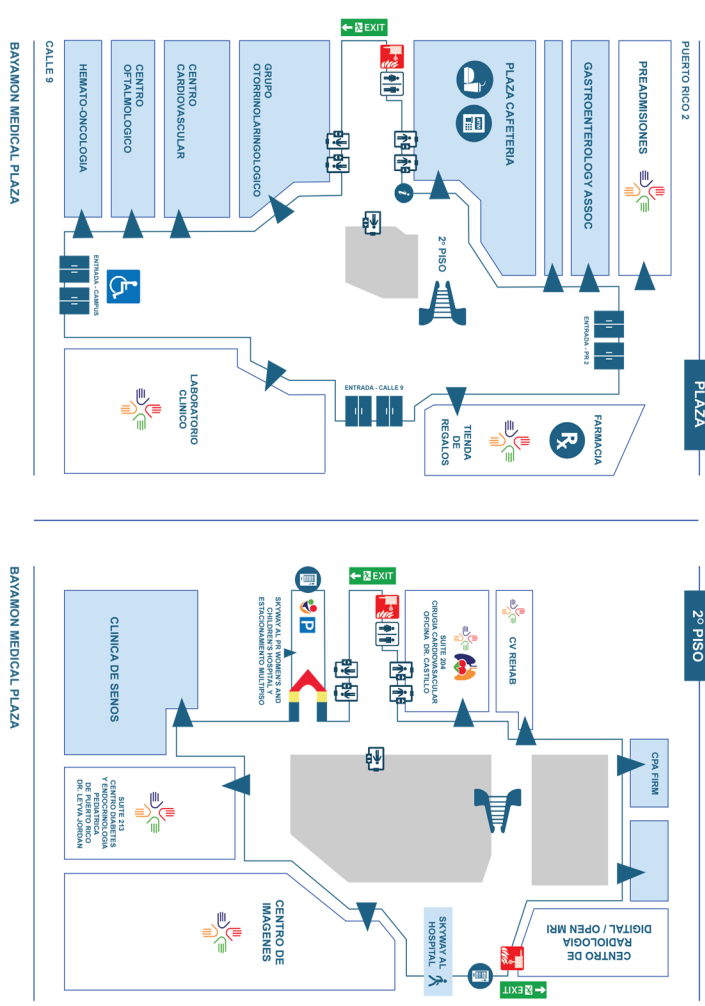 PLAZA
PUERTO RICO 2
PREADMISIONES
GASTROENTEROLOGY ASSOC
PLAZA CAFETERIA
EXIT
GRUPO
OTORRINOLARINGOLOGICO
CENTRO
CARDIOVASCULAR
CENTRO
OFTALMOLOGICO
HEMATO-ONCOLOGIA
CALLE 9
BAYAMON MEDICAL PLAZA
i
2º PISO
ENTRADA - PR 2
ENTRADA - CALLE 9
ENTRADA - CAMPUS
FARMACIA
Rx
TIENDA
DE
REGALOS
LABORATORIO
CLINICO
2º PISO
CV REHAB
SUITE 204
CIRUGIA CARDIOVASACULAR
OFICINA DR. CASTILLO
EXIT
P
SKYWAY AL PR WOMEN'S AND
CHILDREN'S HOSPITAL Y
ESTACIONAMIENTO MULTIPISO
CLINICA DE SENOS
BAYAMON MEDICAL PLAZA
CPA FIRM
SUITE 213
CENTRO DIABETES
Y ENDOCRINOLOGIA
PEDIATRICA
DE PUERTO RICO
DR. LEYVA JORDAN
CENTRO DE
RADIOLOGIA
DIGITAL / OPEN MRI
EXIT
SKYWAY AL
HOSPITAL
CENTRO DE
IMAGENES